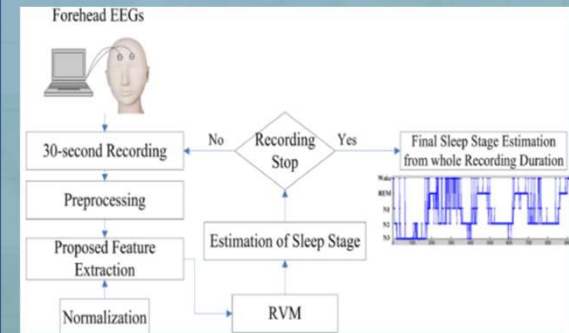 Forehead EEGs
30-second Recording
Preprocessing
Proposed Feature
Extraction
Normalization
RVM
Estimation of Sleep Stage
Recording
Stop
No
Yes
Final Sleep Stage Estimation
from whole Recording Duration
Wake
REM
N1
N2
N3